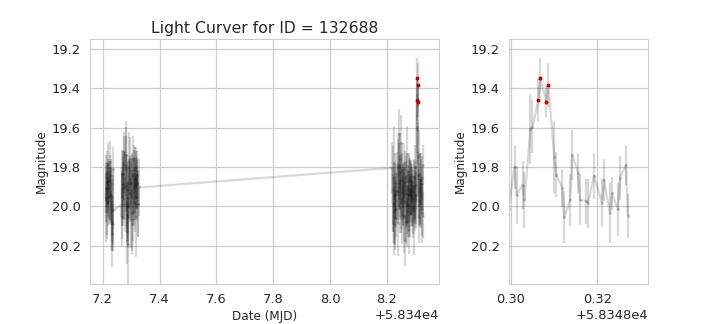 Light Curver for ID = 132688
Magnitude
19.2
19.4
19.6
19.8
20.0
20.2
7.2 7.4 7.6 7.8 8.0 8.2
Date (MJD)
+5.834e4
Magnitude
19.2
19.4
19.6
19.8
20.0
20.2
0.30 0.32
+5.8348e4